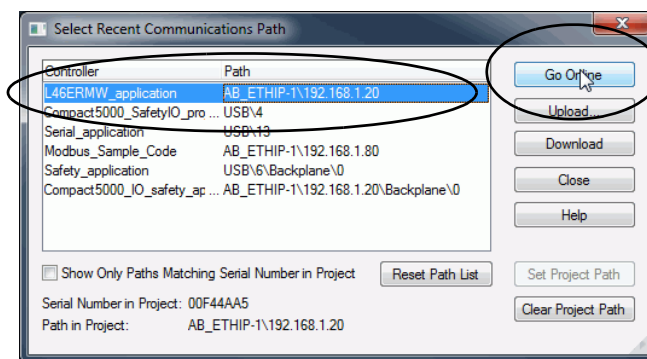 Select Recent Communications Path
Controller Path
L46ERMW_application AB_ETHIP-1\192.168.1.20
Compact5000_SafetyIO_pro ... USB\4
Serial_application USB\13
Modbus_Sample_Code AB_ETHIP-1\192.168.1.80
Safety_application USB\6\Backplane\0
Compact5000_IO_safety_ap ... AB_ETHIP-1\192.168.1.20\Backplane\0
Go Online
Upload...
Download
Close
Help
Show Only Paths Matching Serial Number in Project
Reset Path List
Set Project Path
Serial Number in Project: 00F44AA5
Clear Project Path
Path in Project: AB_ETHIP-1\192.168.1.20